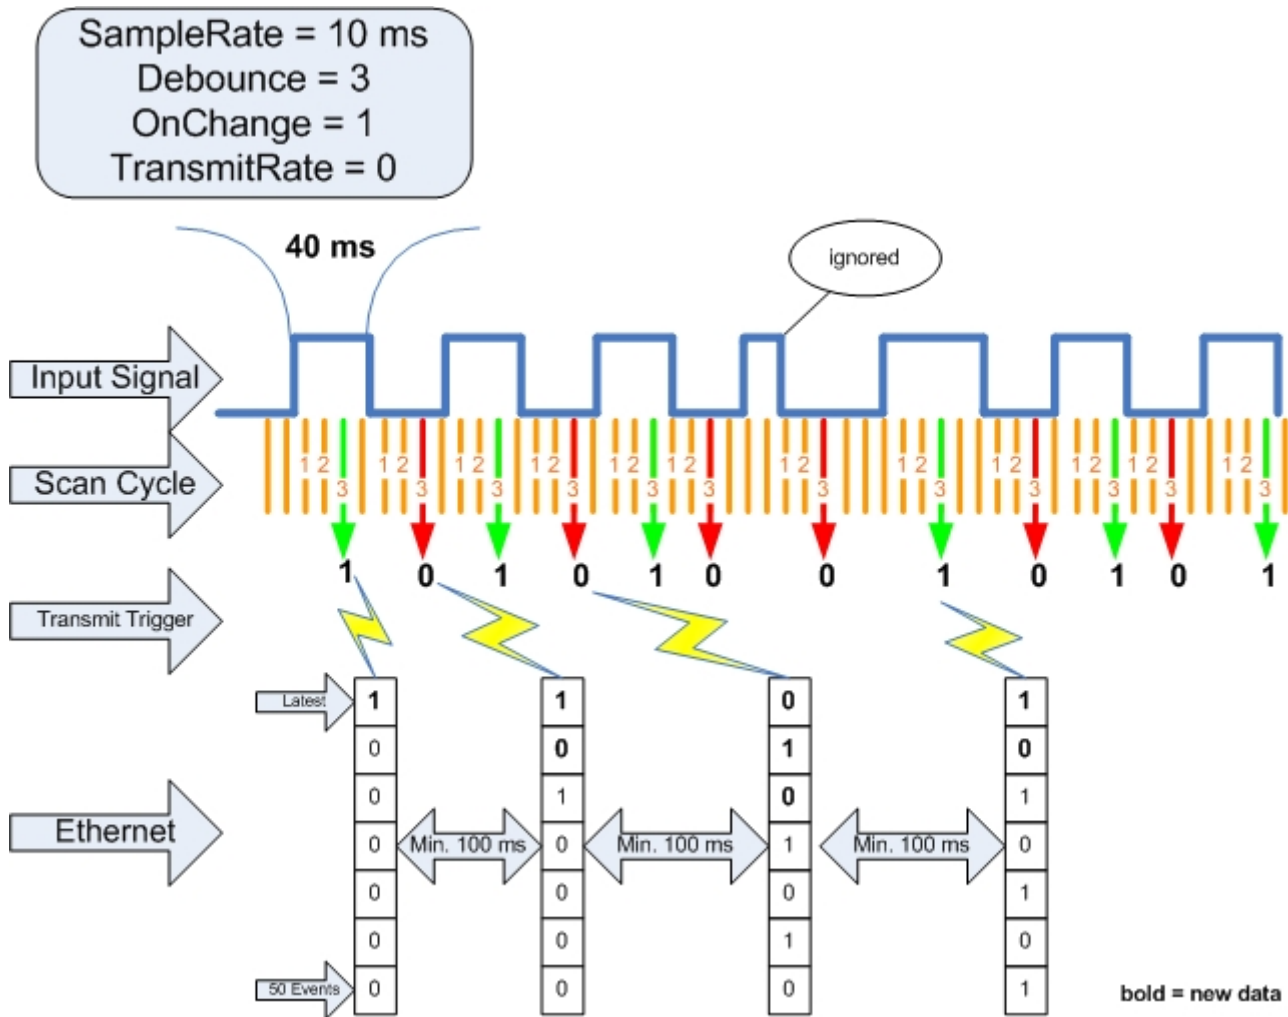 SampleRate = 10 ms
Debounce = 3
OnChange = 1
TransmitRate = 0
40 ms
ignored
Input Signal
Scan Cycle
1 2 1 2 1 2 1 2 1 2 1 2 1 2 1 2 1 2 1 2 1 2 1 2
3 3 3 3 3 3 3 3 3 3 3 3
1 0 1 0 1 0 0 1 0 1 0 1
Transmit Trigger
Latest 1 1 0 1
0 0 1 0
0 1 0 1
Ethernet 0 Min. 100 ms 0 Min. 100 ms 1 Min. 100 ms 0
0 0 0 1
0 0 1 0
50 Events 0 0 0 1
bold = new data